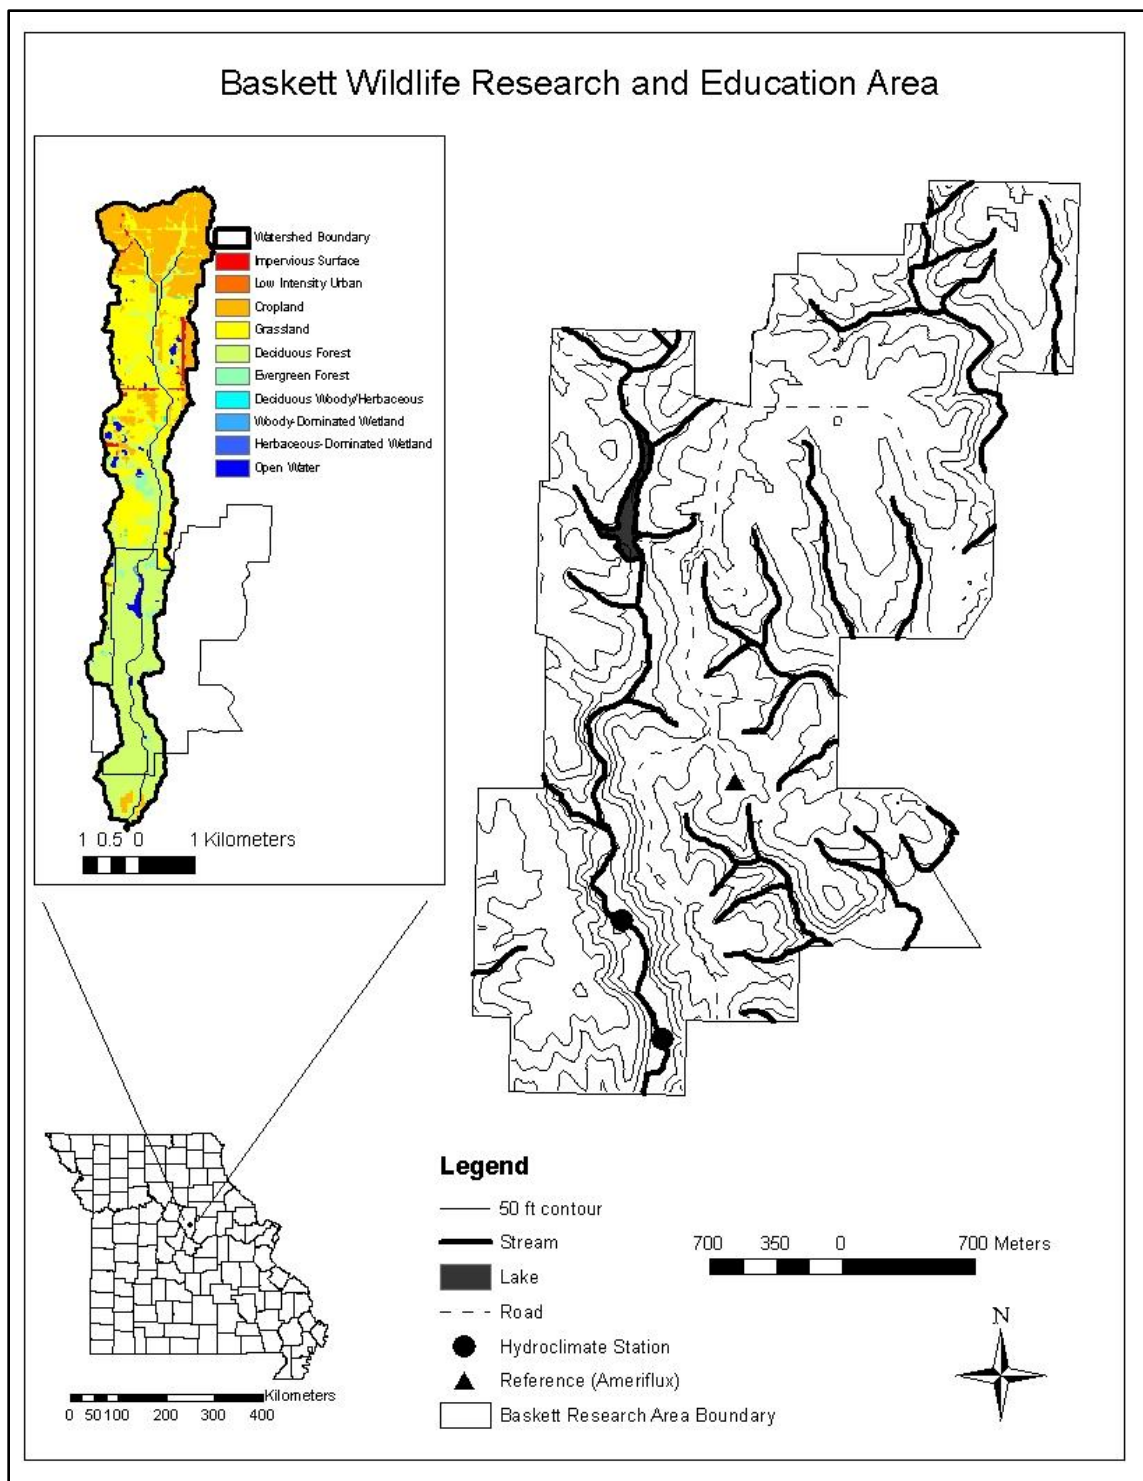 Baskett Wildlife Research and Education Area
Watershed Boundary
Impervious Surface
Low Intensity Urban
Cropland
Grassland
Deciduous Forest
Evergreen Forest
Deciduous Woody/Herbaceous
Woody-Dominated Wetland
Herbaceous-Dominated Wetland
Open Water
1 0.5 0 1 Kilometers
Legend
50 ft contour
Stream
Lake
Road
Hydroclimate Station
Reference (Ameriflux)
Baskett Research Area Boundary
700 350 0 700 Meters
N
Kilometers
0 50 100 200 300 400